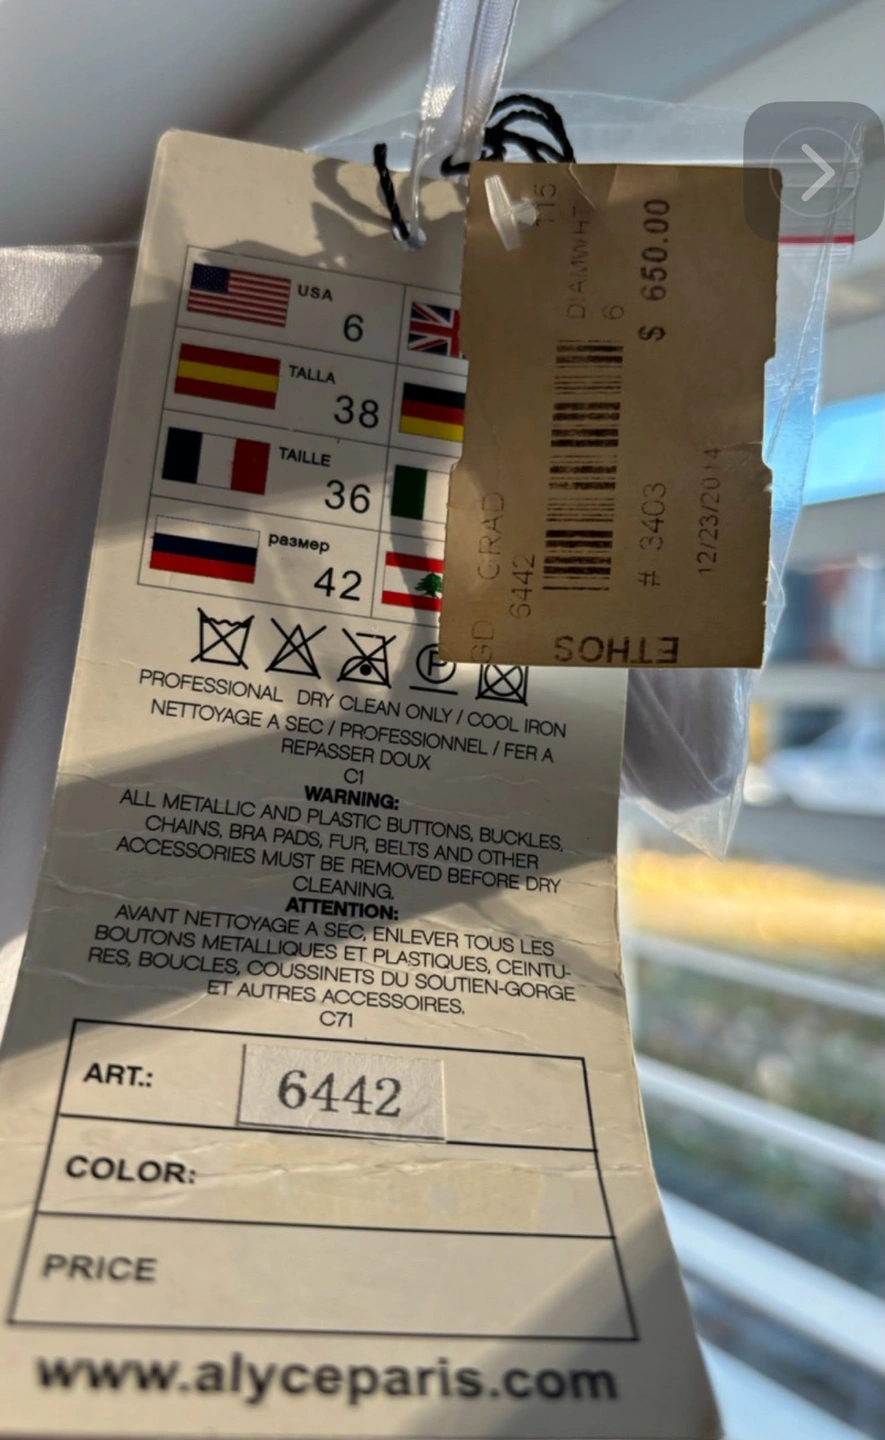 USA
6
TALLA
38
TAILLE
36
размер
42
PROFESSIONAL DRY CLEAN ONLY / COOL IRON
NETTOYAGE A SEC / PROFESSIONNEL / FER A
REPASSER DOUX
C1
WARNING:
ALL METALLIC AND PLASTIC BUTTONS, BUCKLES,
CHAINS, BRA PADS, FUR, BELTS AND OTHER
ACCESSORIES MUST BE REMOVED BEFORE DRY
CLEANING.
ATTENTION:
AVANT NETTOYAGE A SEC, ENLEVER TOUS LES
BOUTONS METALLIQUES ET PLASTIQUES, CEINTU-
RES, BOUCLES, COUSSINETS DU SOUTIEN-GORGE
ET AUTRES ACCESSOIRES.
C71
ART.: 6442
COLOR:
PRICE
www.alyceparis.com
ETHOS
GD GRAD 115
6442 DIAMWHT
6
# 3403 $ 650.00
12/23/2014
P